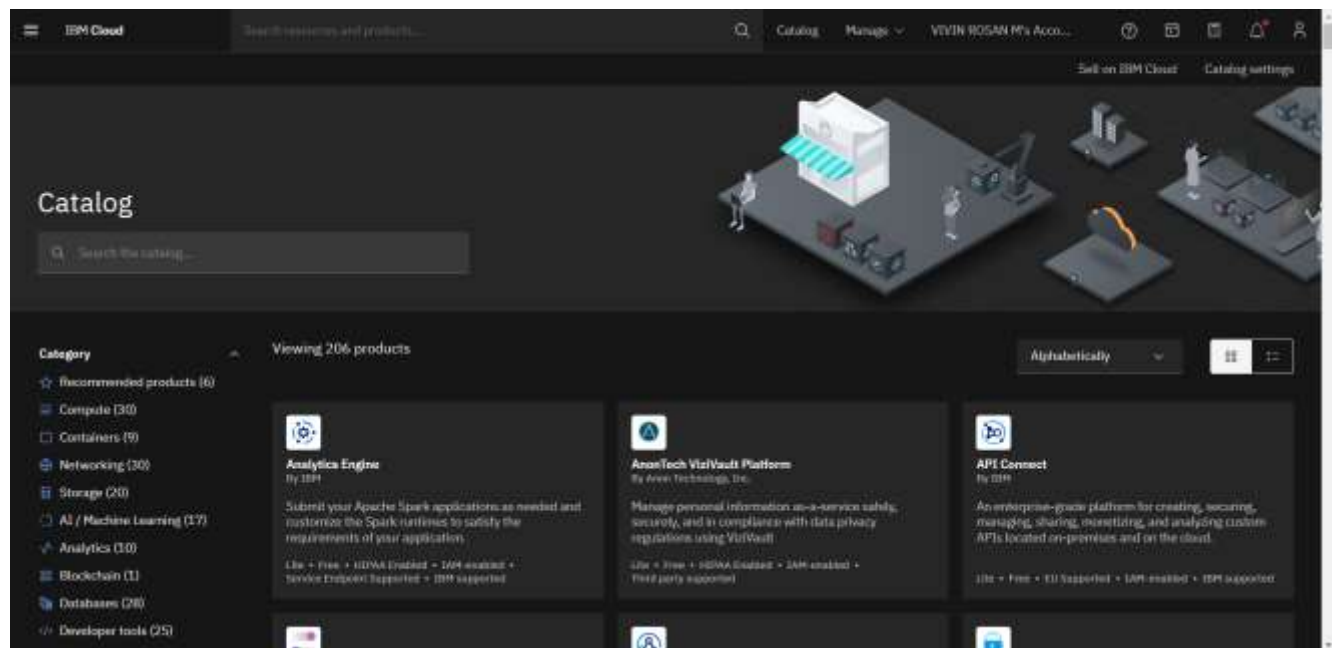 IBM Cloud
Search resources and products...
Catalog
Manage
VIVIN ROSAN M's Acco...
Sell on IBM Cloud
Catalog settings
Catalog
Search the catalog...
Category
Recommended products (6)
Compute (30)
Containers (9)
Networking (30)
Storage (20)
AI / Machine Learning (17)
Analytics (10)
Blockchain (1)
Databases (28)
Developer tools (25)
Viewing 206 products
Alphabetically
Analytics Engine
By IBM
Submit your Apache Spark applications as needed and
customize the Spark runtimes to satisfy the
requirements of your application.
Lite • Free • HIPAA Enabled • IAM-enabled •
Service Endpoint Supported • IBM supported
AnonTech ViziVault Platform
By Anon Technology, Inc.
Manage personal information as-a-service safely,
securely, and in compliance with data privacy
regulations using ViziVault
Lite • Free • HIPAA Enabled • IAM-enabled •
Third party supported
API Connect
By IBM
An enterprise-grade platform for creating, securing,
managing, sharing, monetizing, and analyzing custom
APIs located on-premises and on the cloud.
Lite • Free • EU Supported • IAM-enabled • IBM supported